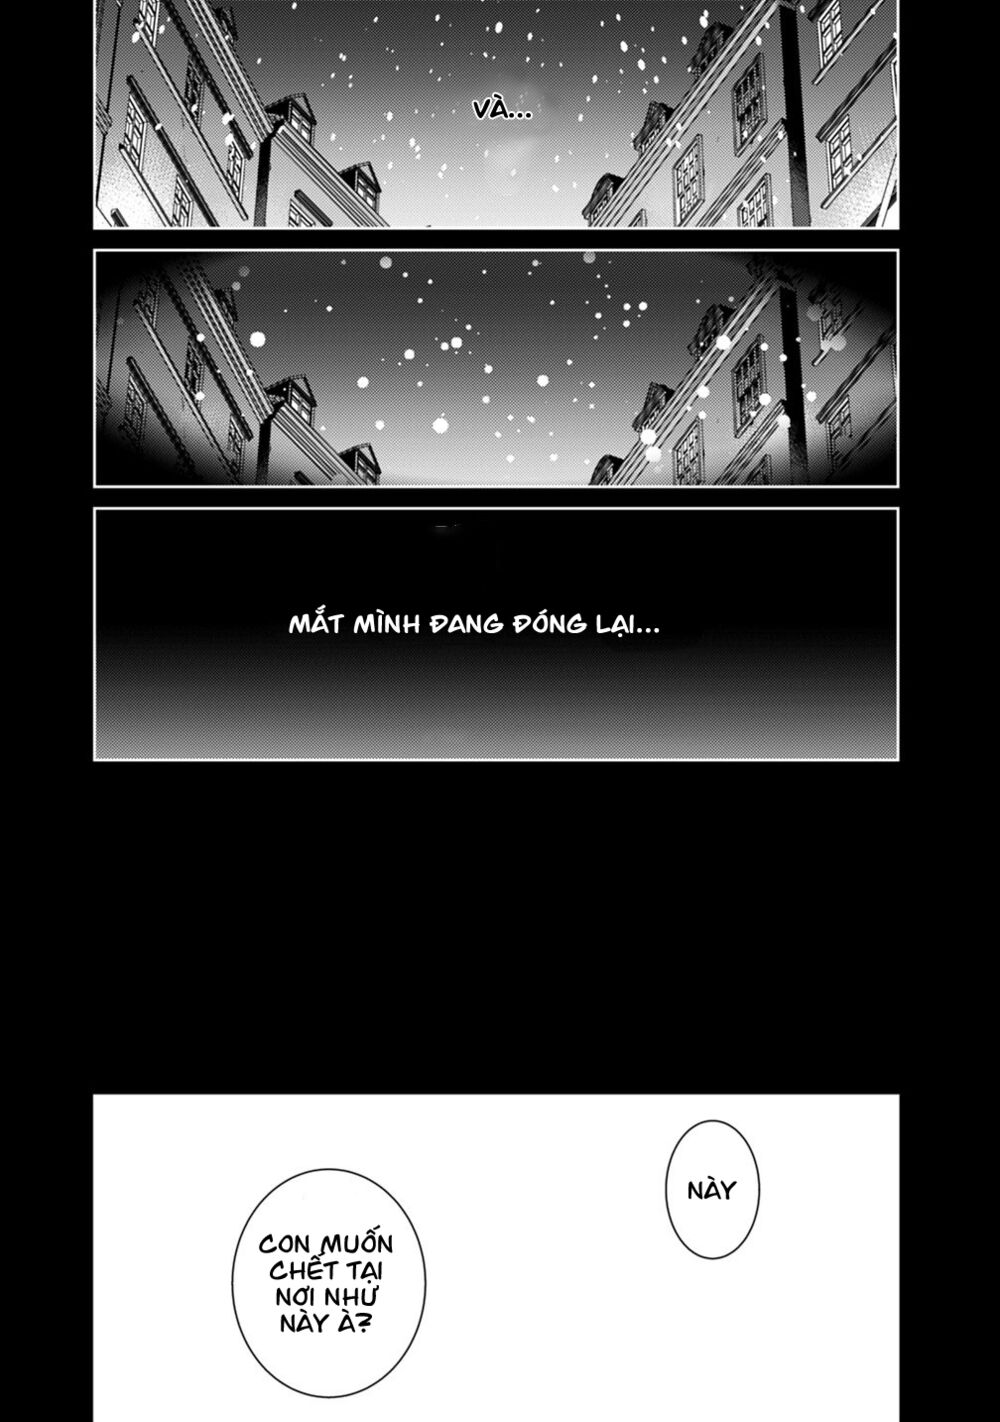 VÀ...
MẮT MÌNH ĐANG ĐÓNG LẠI...
NÀY
CON MUỐN
CHẾT TẠI
NƠI NHƯ
NÀY À?